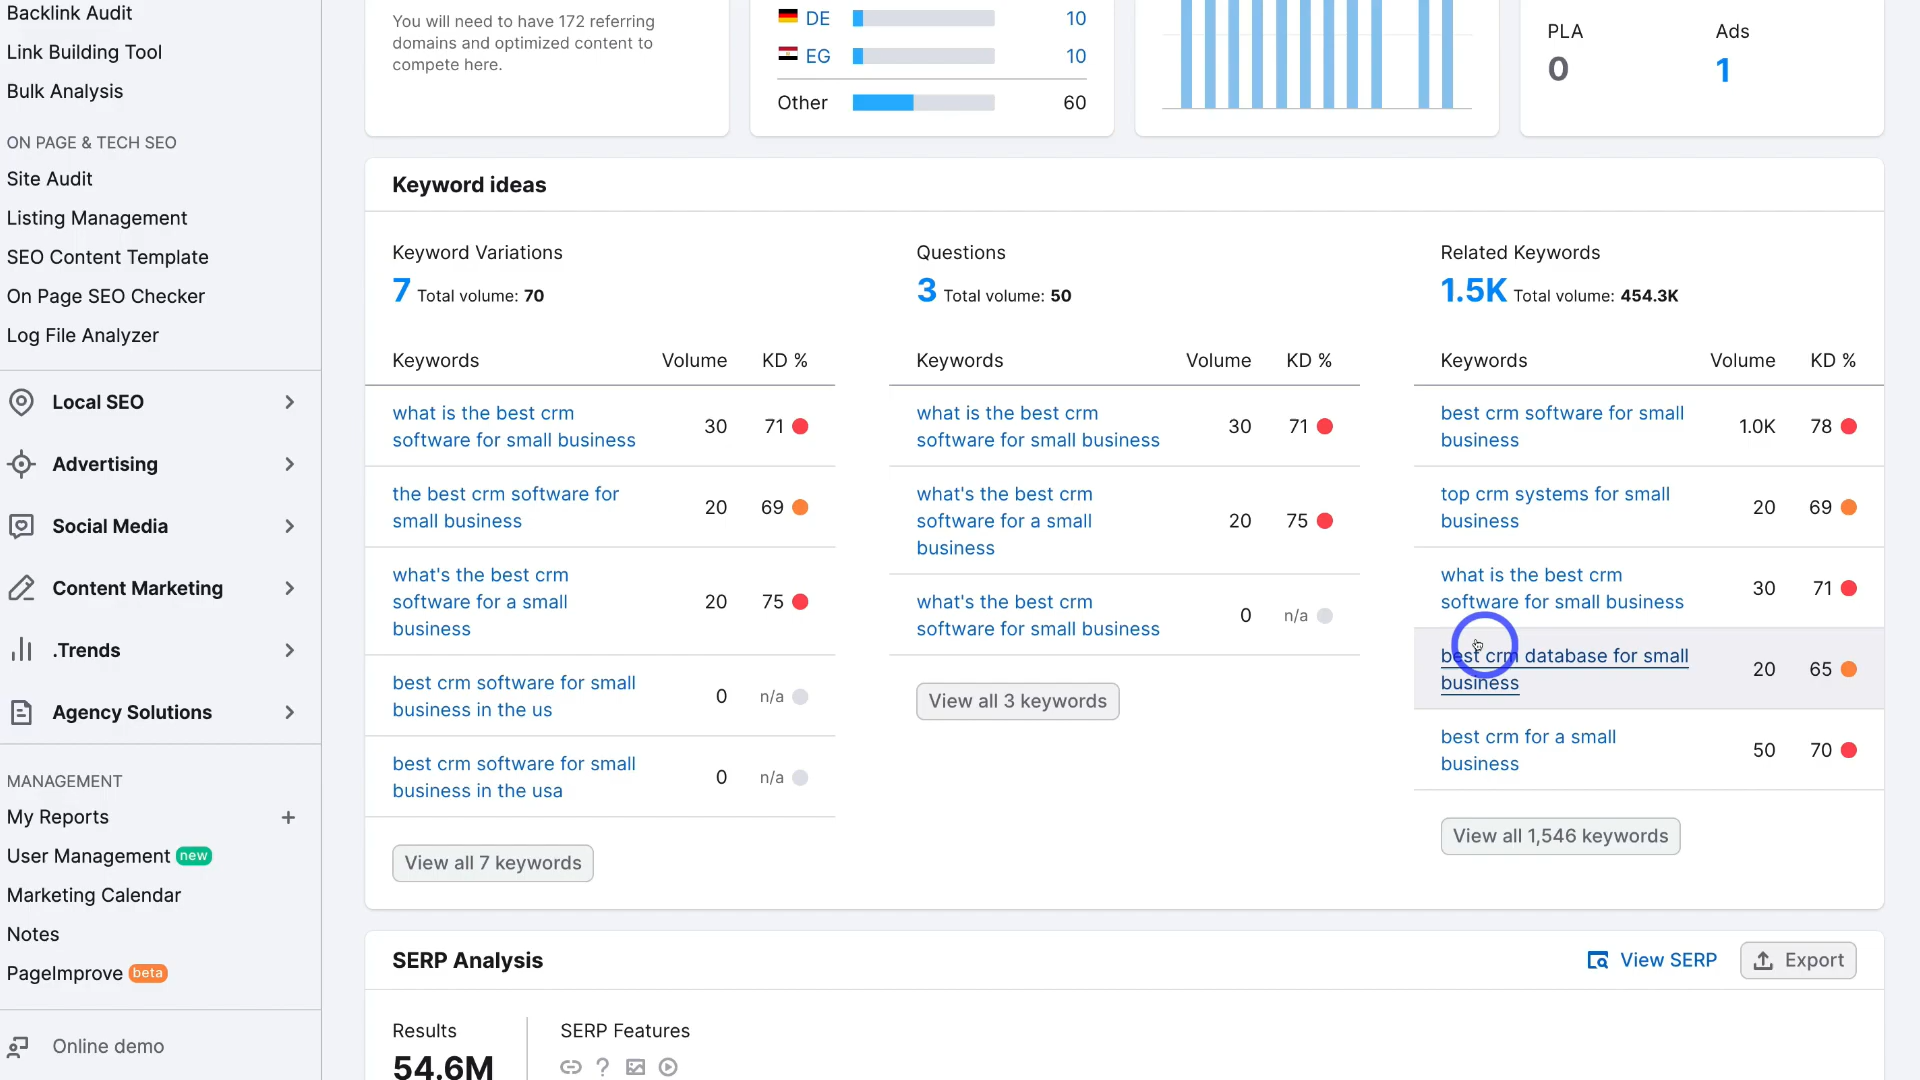 Backlink Audit
Link Building Tool
Bulk Analysis
ON PAGE & TECH SEO
Site Audit
Listing Management
SEO Content Template
On Page SEO Checker
Log File Analyzer
Local SEO
Advertising
Social Media
Content Marketing
.Trends
Agency Solutions
MANAGEMENT
My Reports +
User Management new
Marketing Calendar
Notes
PageImprove beta
Online demo
You will need to have 172 referring
domains and optimized content to
compete here.
DE 10
EG 10
Other 60
PLA Ads
0 1
Keyword ideas
Keyword Variations
7 Total volume: 70
Keywords Volume KD %
what is the best crm
software for small business 30 71
the best crm software for
small business 20 69
what's the best crm
software for a small
business 20 75
best crm software for small
business in the us 0 n/a
best crm software for small
business in the usa 0 n/a
View all 7 keywords
Questions
3 Total volume: 50
Keywords Volume KD %
what is the best crm
software for small business 30 71
what's the best crm
software for a small
business 20 75
what's the best crm
software for small business 0 n/a
View all 3 keywords
Related Keywords
1.5K Total volume: 454.3K
Keywords Volume KD %
best crm software for small
business 1.0K 78
top crm systems for small
business 20 69
what is the best crm
software for small business 30 71
best crm database for small
business 20 65
best crm for a small
business 50 70
View all 1,546 keywords
SERP Analysis
View SERP
Export
Results
54.6M
SERP Features